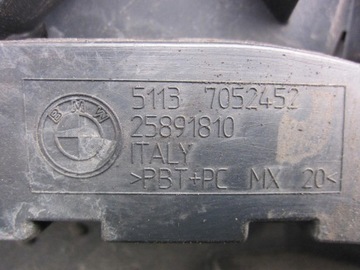 BMW
5113 7052452
25891810
ITALY
>PBT+PC MX 20<